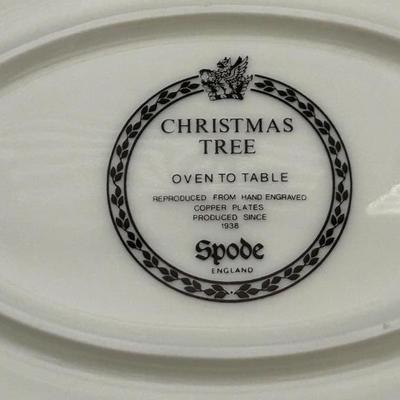 CHRISTMAS
TREE
OVEN TO TABLE
REPRODUCED FROM HAND ENGRAVED
COPPER PLATES
PRODUCED SINCE
1938
Spode
ENGLAND